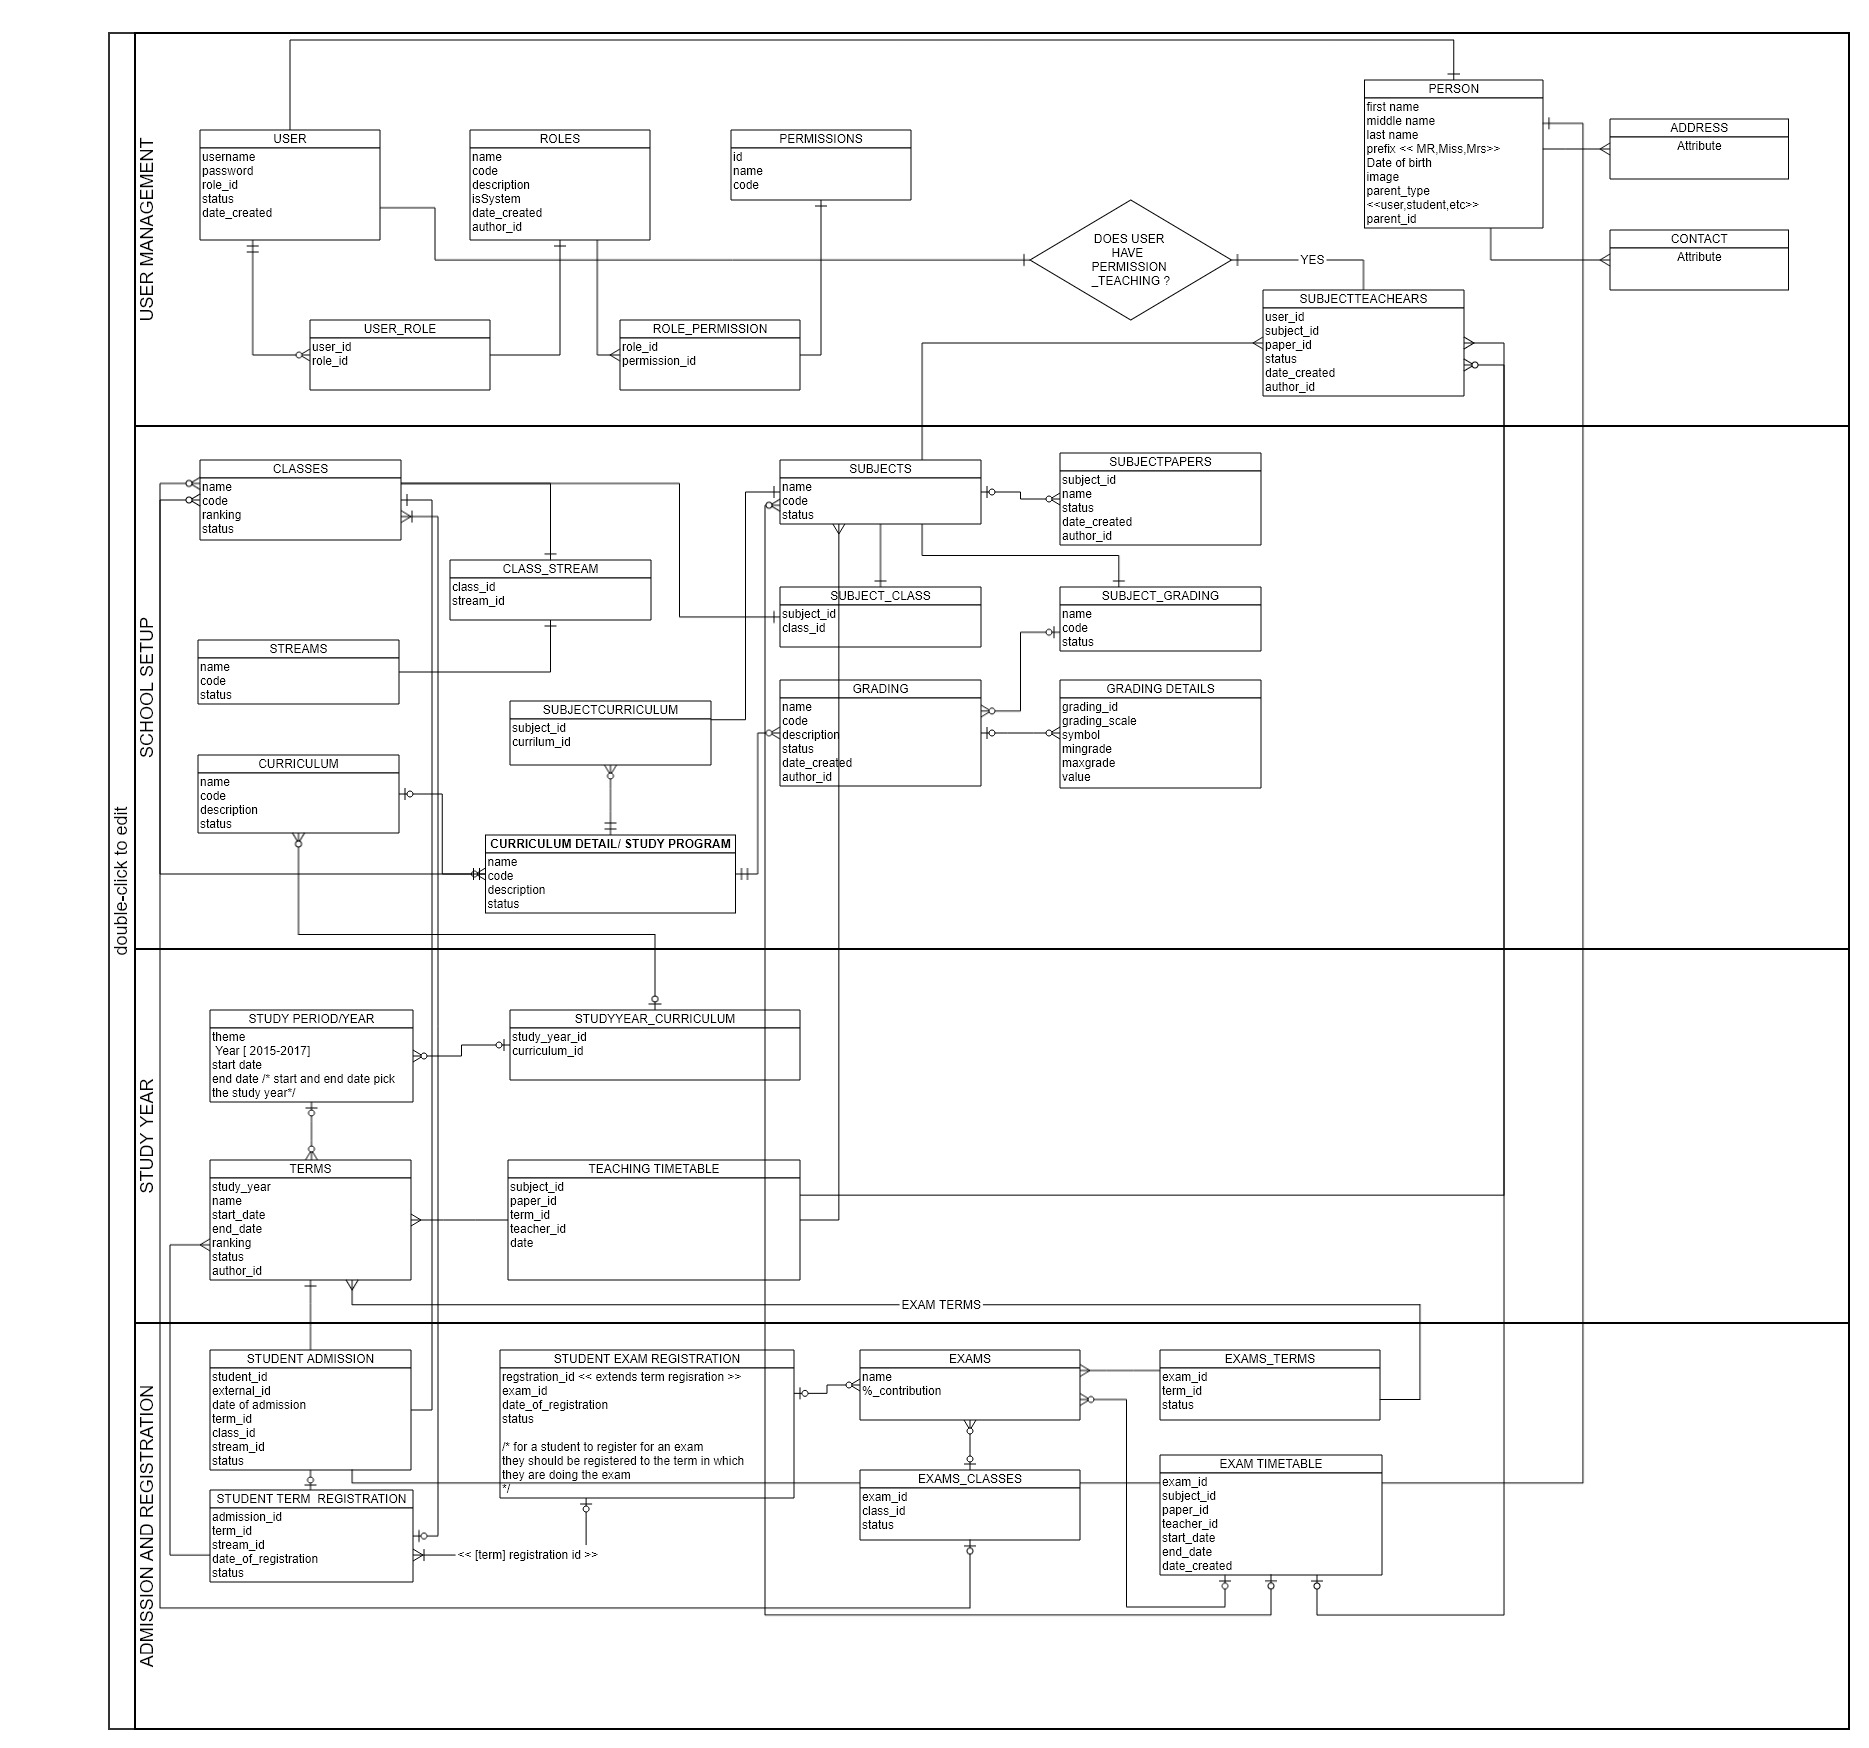 double-click to edit
USER MANAGEMENT
USER
username
password
role_id
status
date_created
ROLES
name
code
description
isSystem
date_created
author_id
PERMISSIONS
id
name
code
PERSON
first name
middle name
last name
prefix << MR,Miss,Mrs>>
Date of birth
image
parent_type
<<user,student,etc>>
parent_id
ADDRESS
Attribute
CONTACT
Attribute
DOES USER
HAVE
PERMISSION
_TEACHING ?
YES
SUBJECTTEACHEARS
user_id
subject_id
paper_id
status
date_created
author_id
USER_ROLE
user_id
role_id
ROLE_PERMISSION
role_id
permission_id
SCHOOL SETUP
CLASSES
name
code
ranking
status
SUBJECTS
name
code
status
SUBJECTPAPERS
subject_id
name
status
date_created
author_id
CLASS_STREAM
class_id
stream_id
SUBJECT_CLASS
subject_id
class_id
SUBJECT_GRADING
name
code
status
STREAMS
name
code
status
SUBJECTCURRICULUM
subject_id
currilum_id
GRADING
name
code
description
status
date_created
author_id
GRADING DETAILS
grading_id
grading_scale
symbol
mingrade
maxgrade
value
CURRICULUM
name
code
description
status
CURRICULUM DETAIL/ STUDY PROGRAM
name
code
description
status
STUDY YEAR
STUDY PERIOD/YEAR
theme
Year [ 2015-2017]
start date
end date /* start and end date pick
the study year*/
STUDYYEAR_CURRICULUM
study_year_id
curriculum_id
TERMS
study_year
name
start_date
end_date
ranking
status
author_id
TEACHING TIMETABLE
subject_id
paper_id
term_id
teacher_id
date
EXAM TERMS
ADMISSION AND REGISTRATION
STUDENT ADMISSION
student_id
external_id
date of admission
term_id
class_id
stream_id
status
STUDENT EXAM REGISTRATION
regstration_id << extends term regisration >>
exam_id
date_of_registration
status
/* for a student to register for an exam
they should be registered to the term in which
they are doing the exam
*/
EXAMS
name
%_contribution
EXAMS_TERMS
exam_id
term_id
status
STUDENT TERM  REGISTRATION
admission_id
term_id
stream_id
date_of_registration
status
<< [term] registration id >>
EXAMS_CLASSES
exam_id
class_id
status
EXAM TIMETABLE
exam_id
subject_id
paper_id
teacher_id
start_date
end_date
date_created